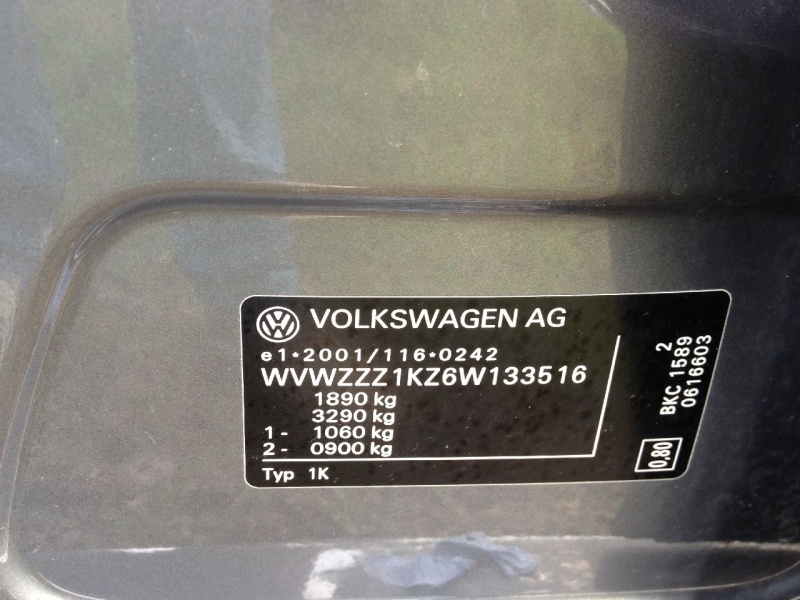 VOLKSWAGEN AG
e1*2001/116*0242
WVWZZZ1KZ6W133516
1890 kg
3290 kg
1- 1060 kg
2- 0900 kg
Typ 1K
2
BKC 1589
0616603
0.80